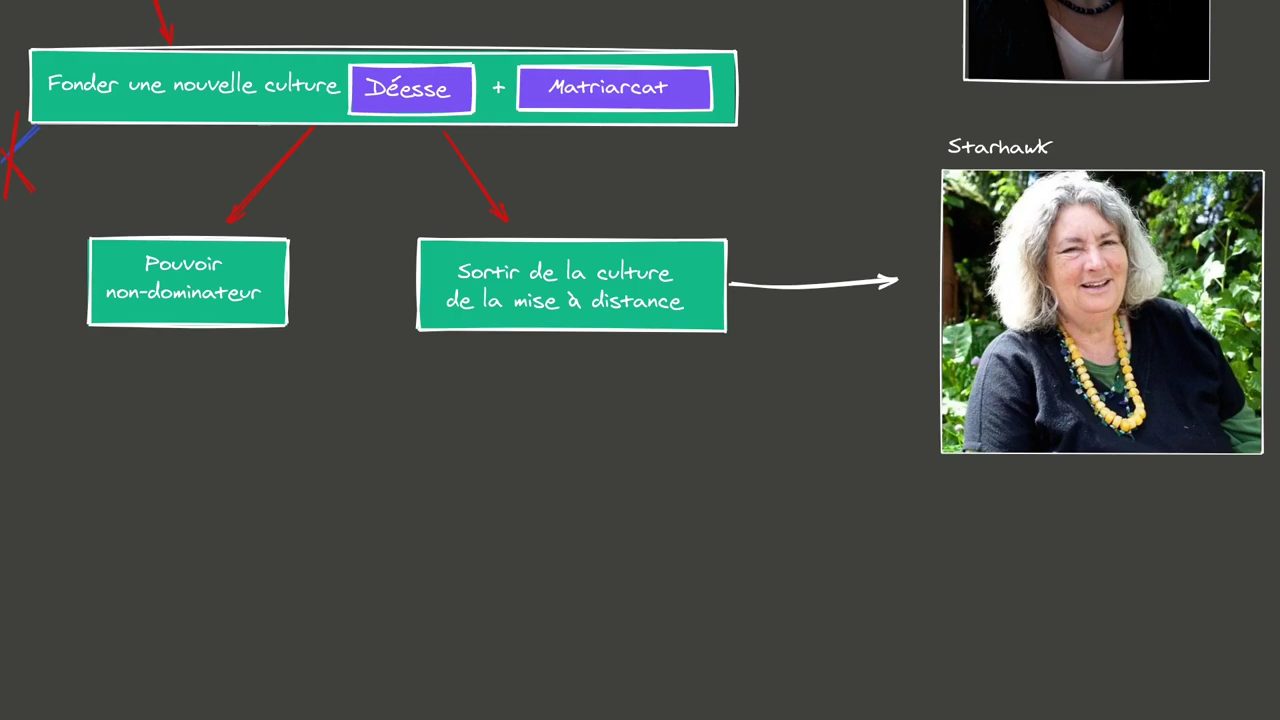 Fonder une nouvelle culture Déesse + Matriarcat
Starhawk
Pouvoir
non-dominateur
Sortir de la culture
de la mise à distance